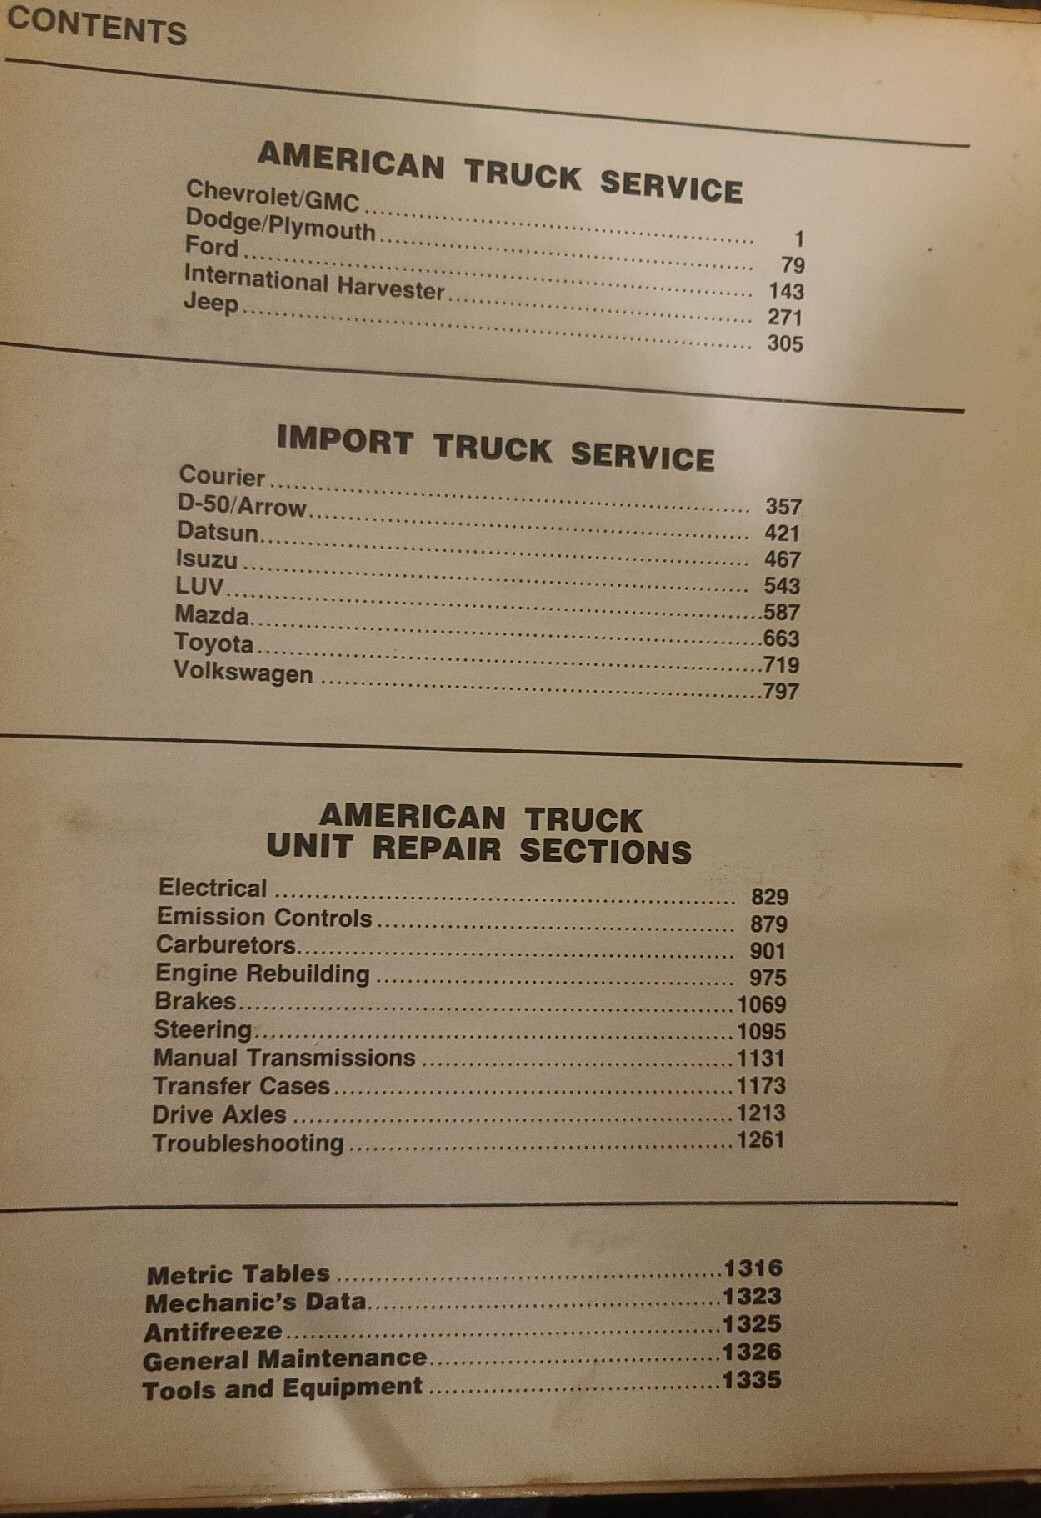 CONTENTS
AMERICAN TRUCK SERVICE
Chevrolet/GMC ........................................ 1
Dodge/Plymouth ........................................ 79
Ford ........................................ 143
International Harvester ........................................ 271
Jeep ........................................ 305
IMPORT TRUCK SERVICE
Courier ........................................ 357
D-50/Arrow ........................................ 421
Datsun ........................................ 467
Isuzu ........................................ 543
LUV ........................................ 587
Mazda ........................................ 663
Toyota ........................................ 719
Volkswagen ........................................ 797
AMERICAN TRUCK
UNIT REPAIR SECTIONS
Electrical ........................................ 829
Emission Controls ........................................ 879
Carburetors ........................................ 901
Engine Rebuilding ........................................ 975
Brakes ........................................ 1069
Steering ........................................ 1095
Manual Transmissions ........................................ 1131
Transfer Cases ........................................ 1173
Drive Axles ........................................ 1213
Troubleshooting ........................................ 1261
Metric Tables ........................................ 1316
Mechanic's Data ........................................ 1323
Antifreeze ........................................ 1325
General Maintenance ........................................ 1326
Tools and Equipment ........................................ 1335